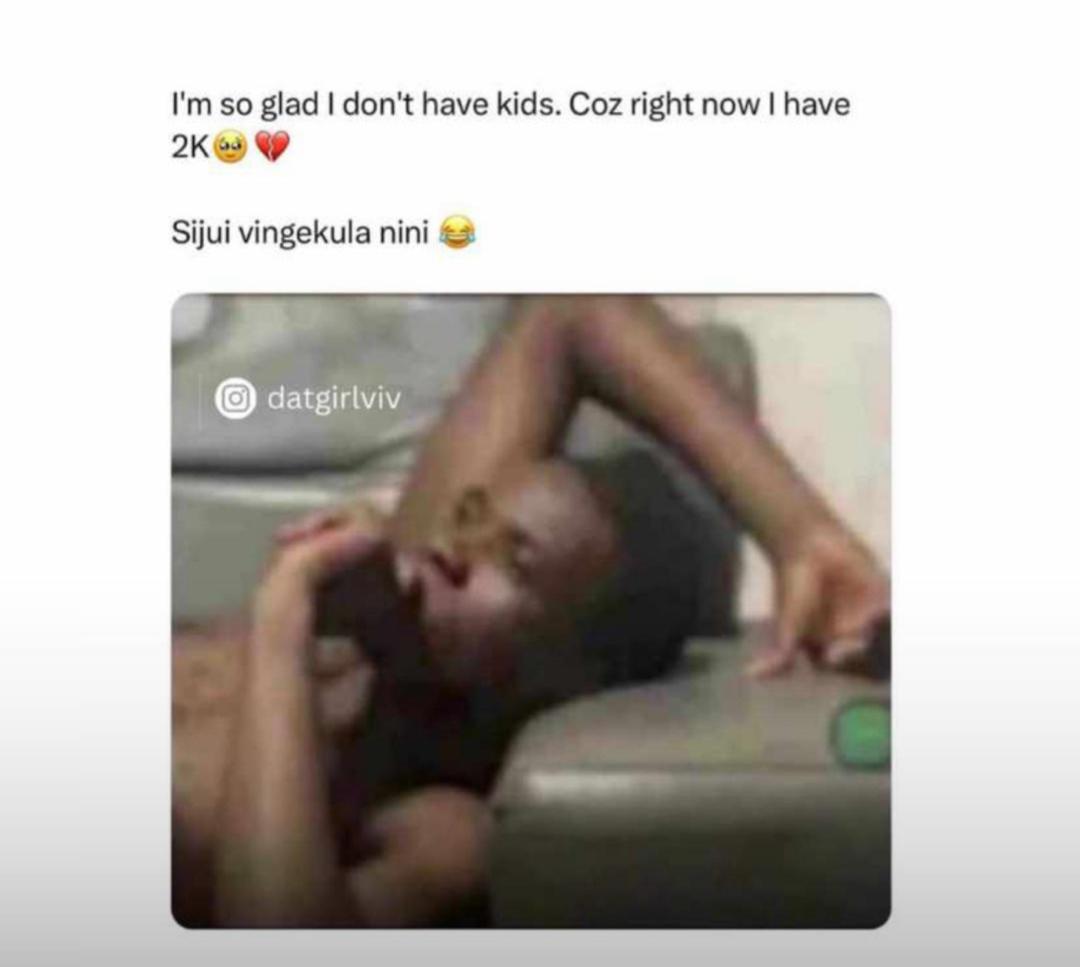 I'm so glad I don't have kids. Coz right now I have
2K🥹💔
Sijui vingekula nini 😂
datgirlviv